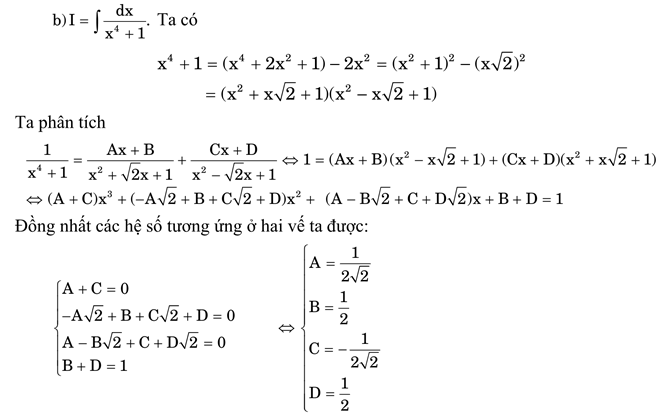 b) I = ∫ dx / (x⁴ + 1). Ta có
x⁴ + 1 = (x⁴ + 2x² + 1) − 2x² = (x² + 1)² − (x√2)²
= (x² + x√2 + 1)(x² − x√2 + 1)
Ta phân tích
1 / (x⁴ + 1) = (Ax + B) / (x² + √2x + 1) + (Cx + D) / (x² − √2x + 1) ⇔ 1 = (Ax + B)(x² − x√2 + 1) + (Cx + D)(x² + x√2 + 1)
⇔ (A + C)x³ + (−A√2 + B + C√2 + D)x² + (A − B√2 + C + D√2)x + B + D = 1
Đồng nhất các hệ số tương ứng ở hai vế ta được:
{ A + C = 0
−A√2 + B + C√2 + D = 0
A − B√2 + C + D√2 = 0
B + D = 1
⇔ { A = 1 / (2√2)
B = 1/2
C = −1 / (2√2)
D = 1/2